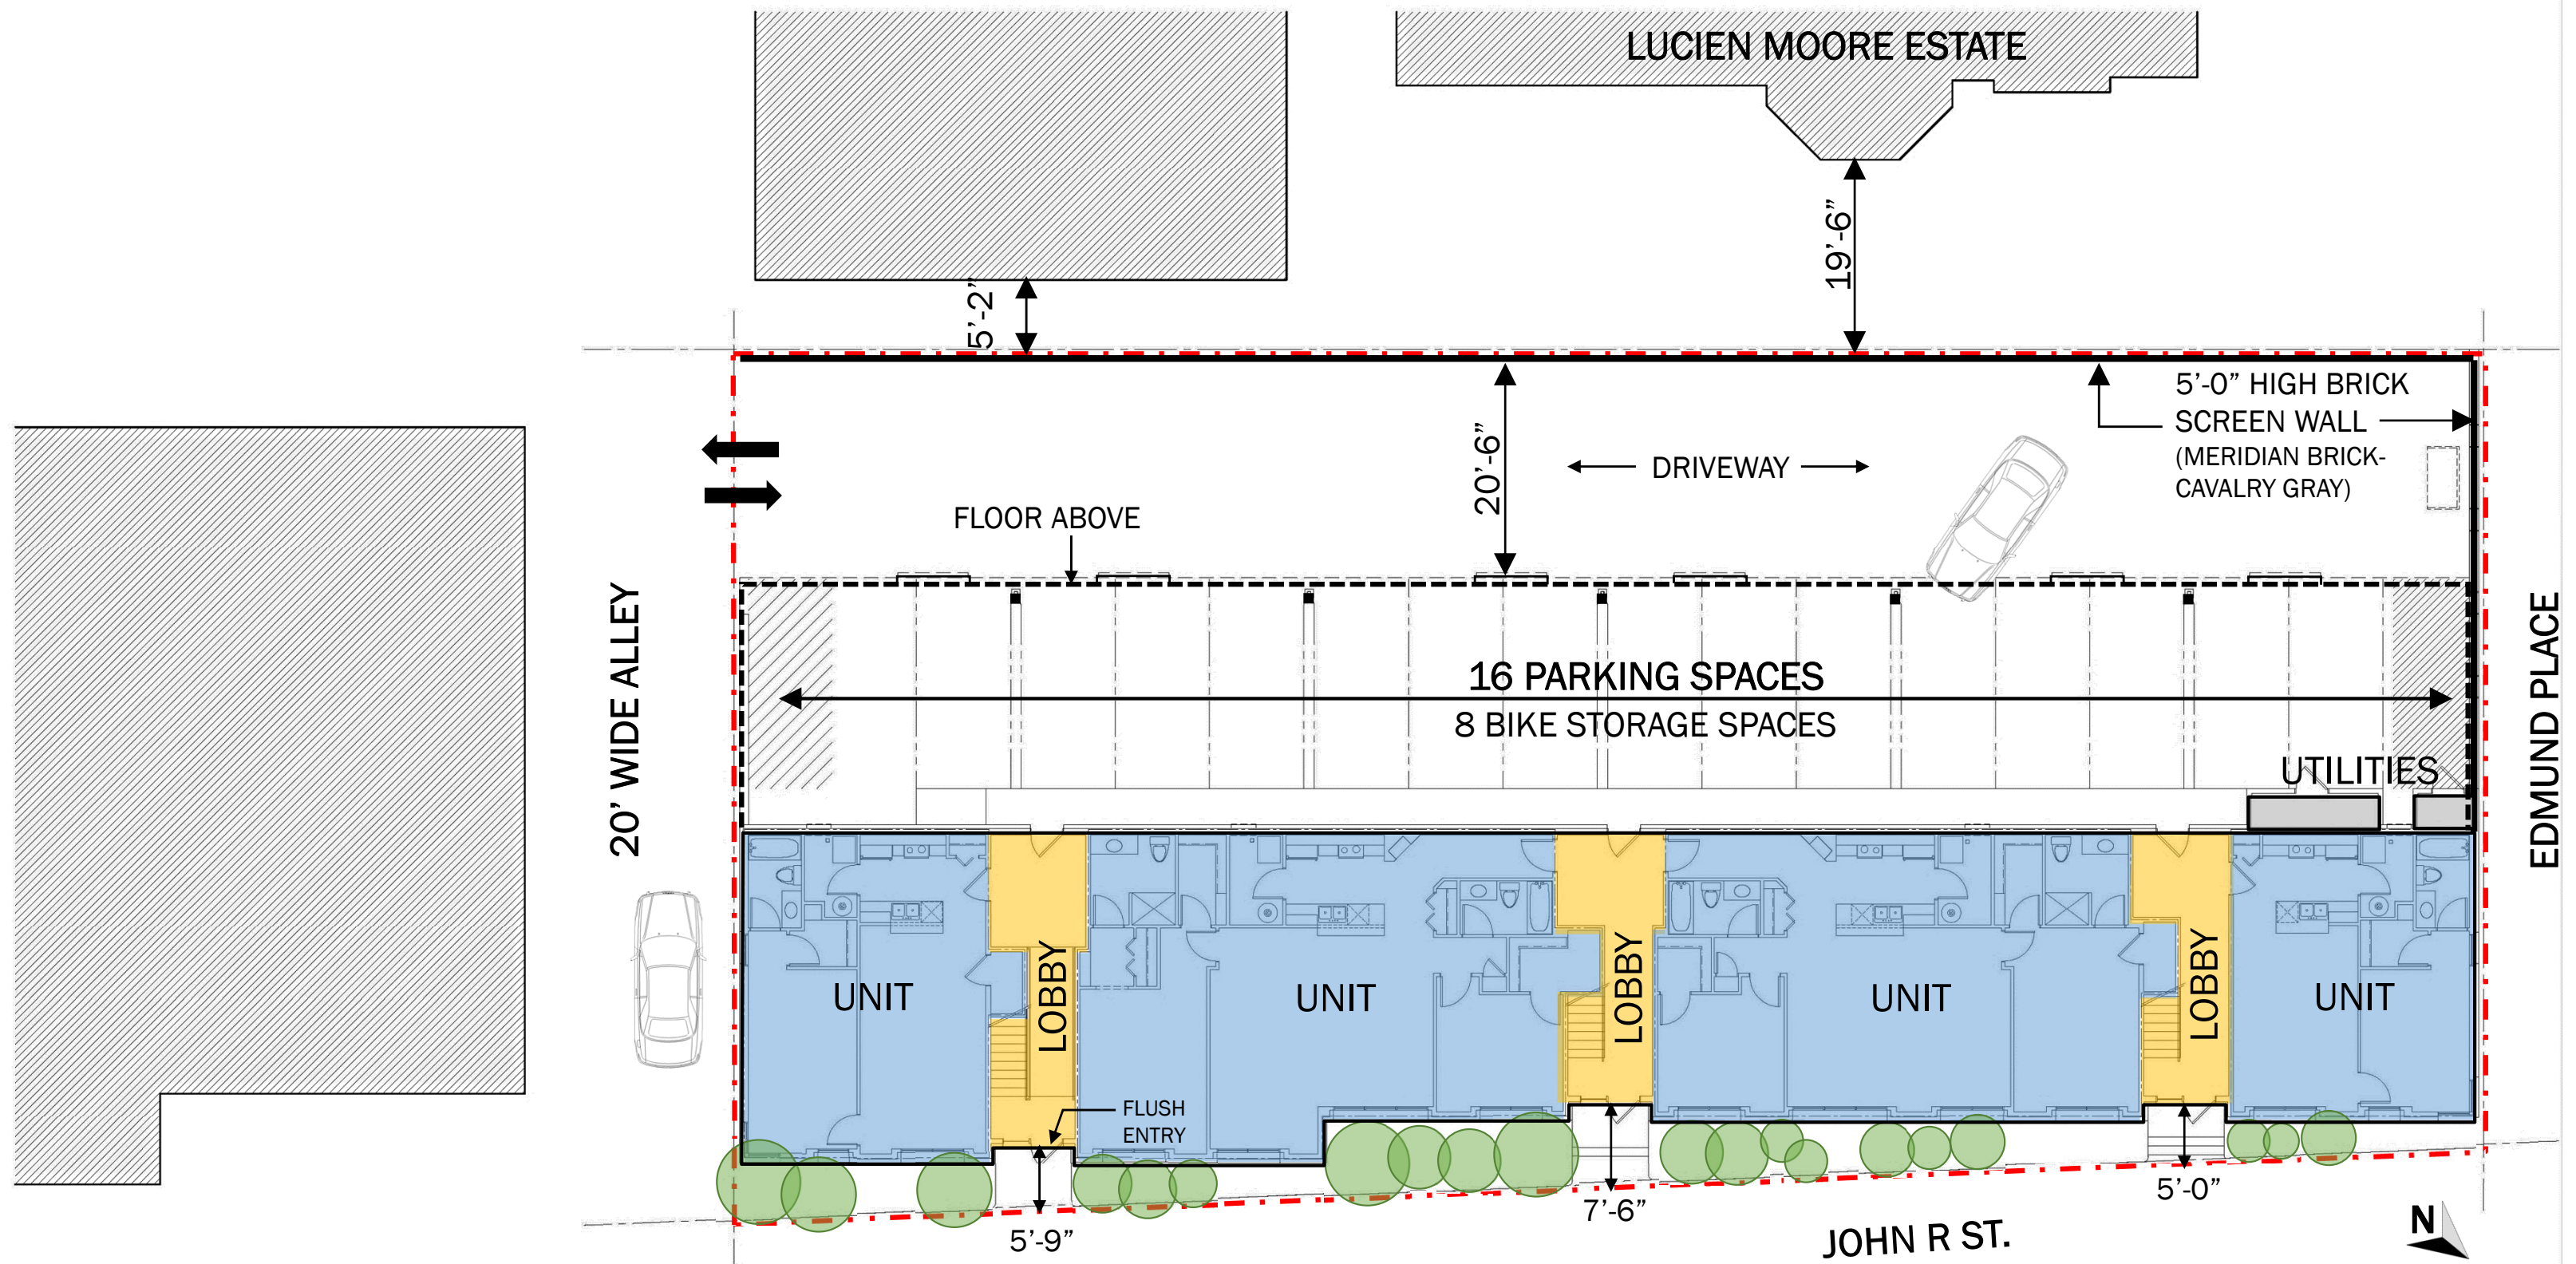 LUCIEN MOORE ESTATE
5'-2"
19'-6"
5'-0" HIGH BRICK
SCREEN WALL
(MERIDIAN BRICK-
CAVALRY GRAY)
20'-6"
DRIVEWAY
FLOOR ABOVE
20' WIDE ALLEY
16 PARKING SPACES
8 BIKE STORAGE SPACES
UTILITIES
EDMUND PLACE
UNIT
LOBBY
UNIT
LOBBY
UNIT
LOBBY
UNIT
FLUSH
ENTRY
5'-9"
7'-6"
5'-0"
JOHN R ST.
N